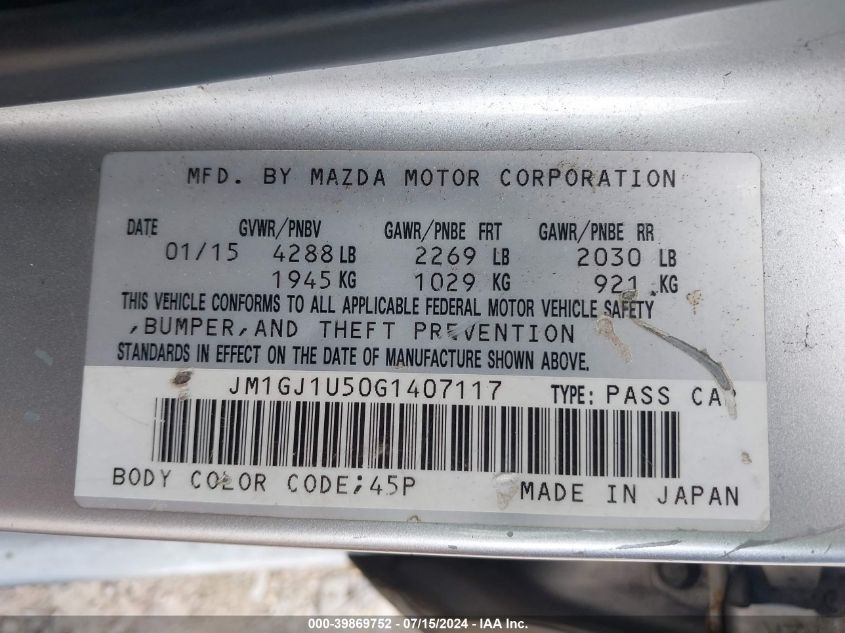 MFD. BY MAZDA MOTOR CORPORATION
DATE GVWR/PNBV GAWR/PNBE FRT GAWR/PNBE RR
01/15 4288 LB 2269 LB 2030 LB
1945 KG 1029 KG 921 KG
THIS VEHICLE CONFORMS TO ALL APPLICABLE FEDERAL MOTOR VEHICLE SAFETY
,BUMPER,AND THEFT PREVENTION
STANDARDS IN EFFECT ON THE DATE OF MANUFACTURE SHOWN ABOVE.
JM1GJ1U50G1407117 TYPE: PASS CAR
BODY COLOR CODE;45P MADE IN JAPAN
000-39869752 - 07/15/2024 - IAA Inc.